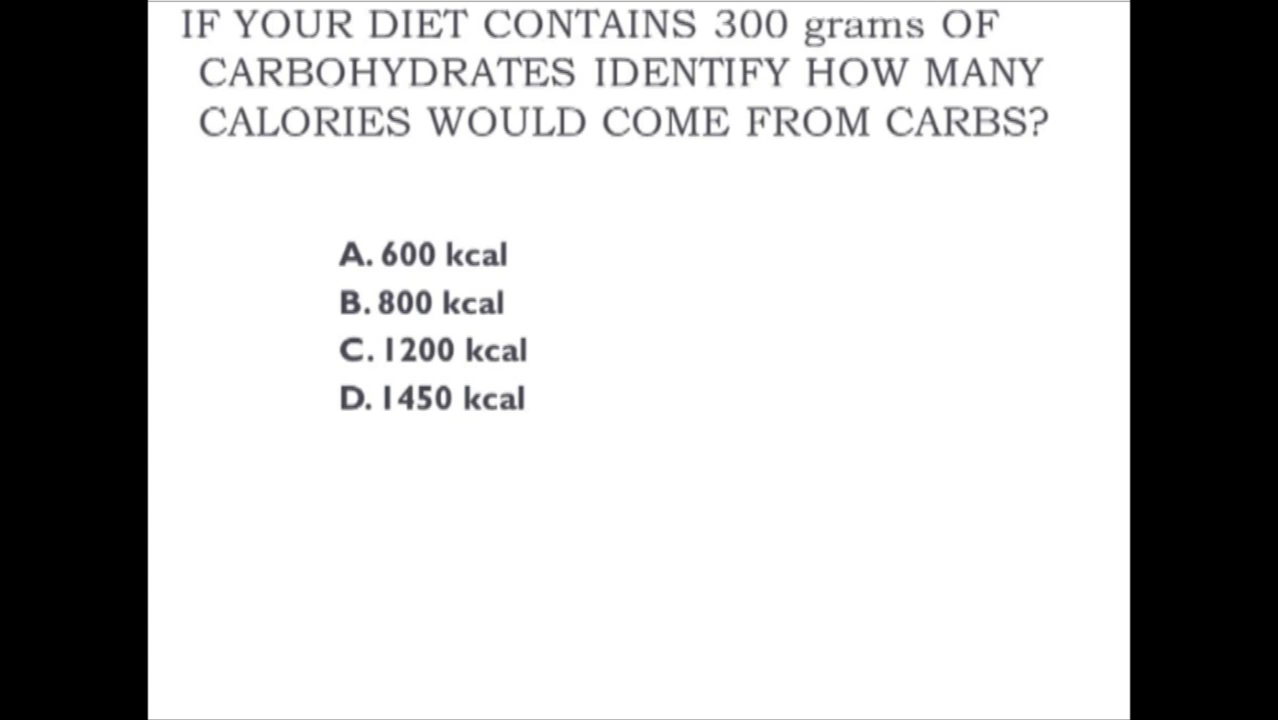 IF YOUR DIET CONTAINS 300 grams OF
CARBOHYDRATES IDENTIFY HOW MANY
CALORIES WOULD COME FROM CARBS?
A. 600 kcal
B. 800 kcal
C. 1200 kcal
D. 1450 kcal